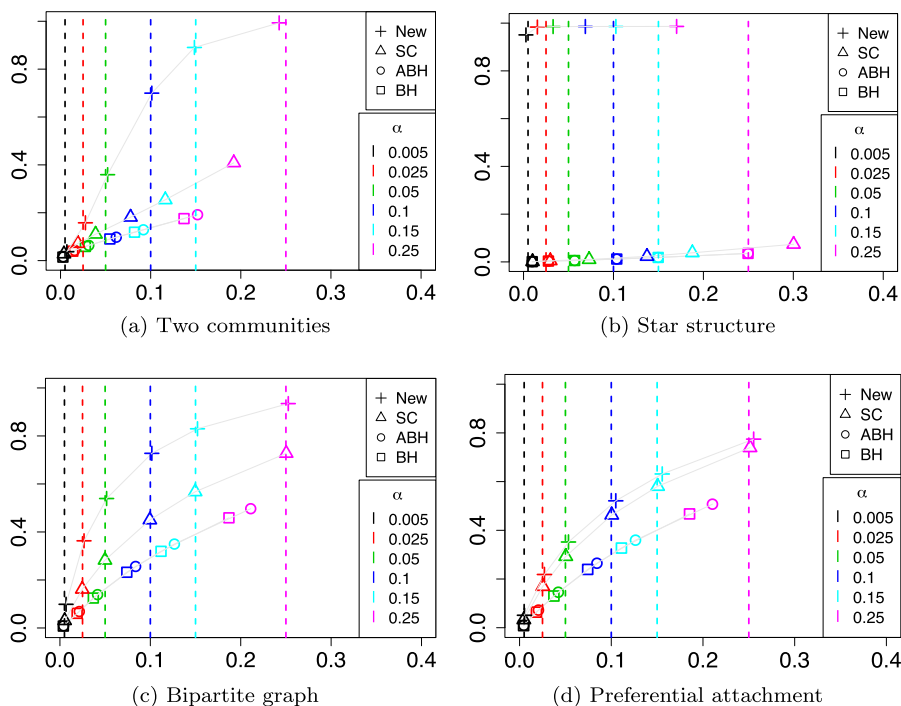 0.0 0.4 0.8
New
SC
ABH
BH
α
0.005
0.025
0.05
0.1
0.15
0.25
0.0 0.1 0.2 0.3 0.4
(a) Two communities
0.0 0.4 0.8
New
SC
ABH
BH
α
0.005
0.025
0.05
0.1
0.15
0.25
0.0 0.1 0.2 0.3 0.4
(b) Star structure
0.0 0.4 0.8
New
SC
ABH
BH
α
0.005
0.025
0.05
0.1
0.15
0.25
0.0 0.1 0.2 0.3 0.4
(c) Bipartite graph
0.0 0.4 0.8
New
SC
ABH
BH
α
0.005
0.025
0.05
0.1
0.15
0.25
0.0 0.1 0.2 0.3 0.4
(d) Preferential attachment